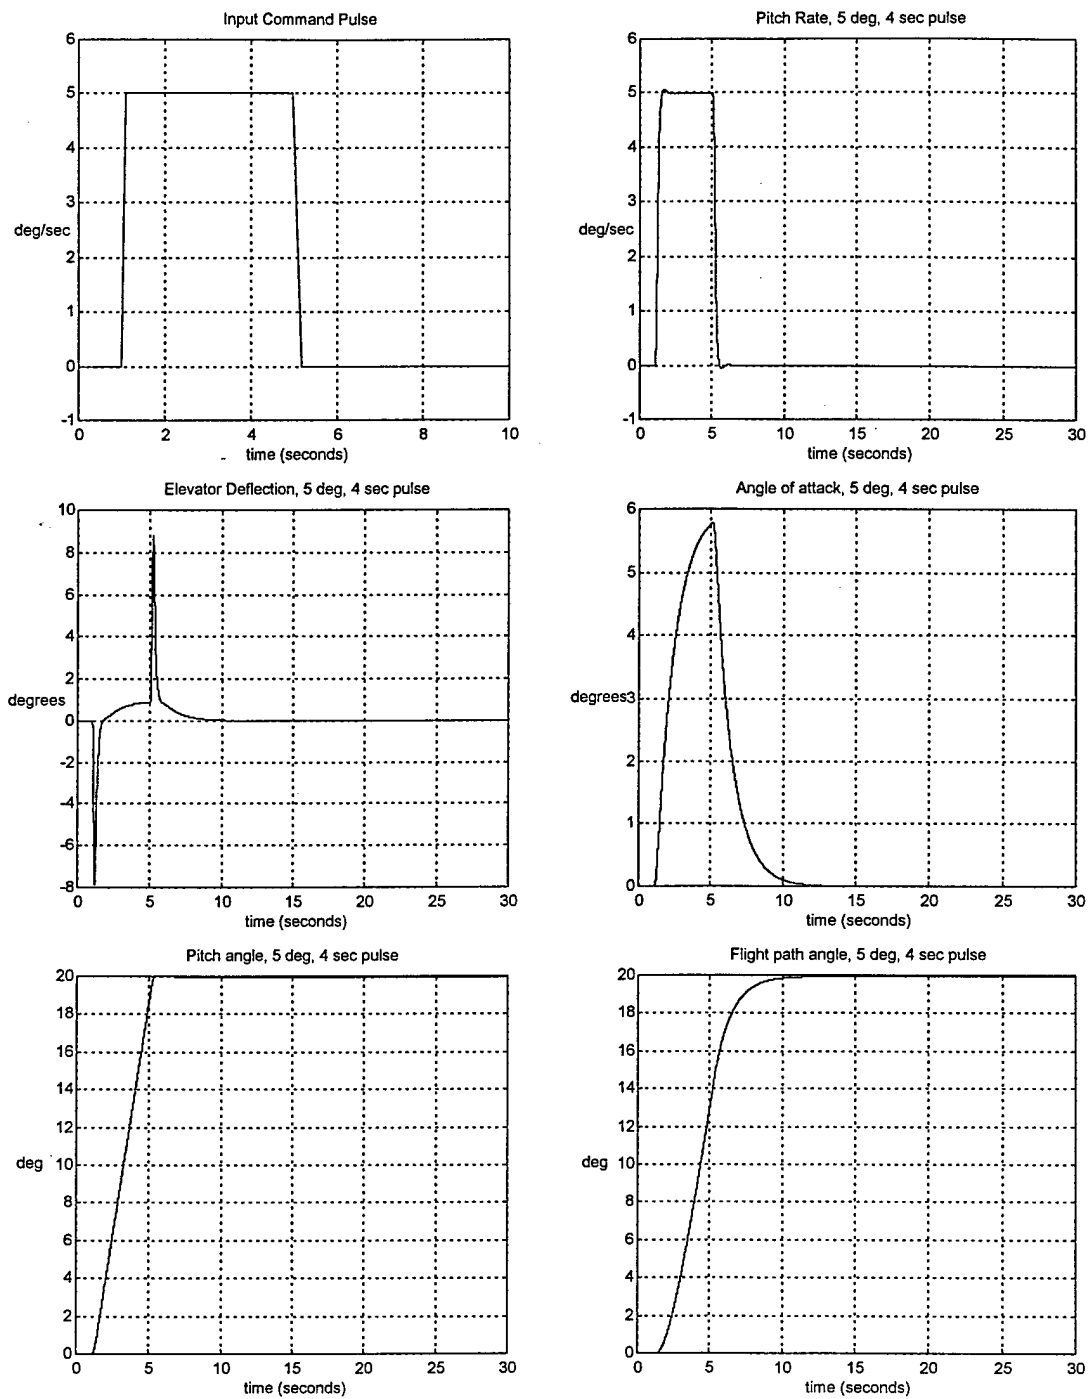 Input Command Pulse
6
5
4
3
deg/sec
2
1
0
-1
0 2 4 6 8 10
time (seconds)
Pitch Rate, 5 deg, 4 sec pulse
6
5
4
3
deg/sec
2
1
0
-1
0 5 10 15 20 25 30
time (seconds)
Elevator Deflection, 5 deg, 4 sec pulse
10
8
6
4
2
degrees
0
-2
-4
-6
-8
0 5 10 15 20 25 30
time (seconds)
Angle of attack, 5 deg, 4 sec pulse
6
5
4
degrees3
2
1
0
0 5 10 15 20 25 30
time (seconds)
Pitch angle, 5 deg, 4 sec pulse
20
18
16
14
12
deg 10
8
6
4
2
0
0 5 10 15 20 25 30
time (seconds)
Flight path angle, 5 deg, 4 sec pulse
20
18
16
14
12
deg 10
8
6
4
2
0
0 5 10 15 20 25 30
time (seconds)